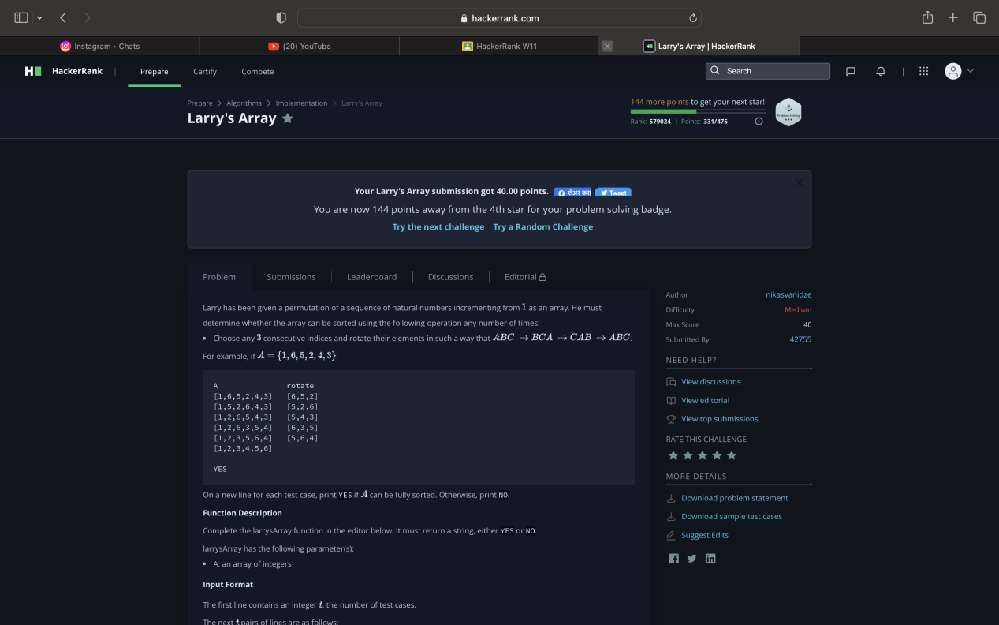 hackerrank.com
Instagram • Chats
(20) YouTube
HackerRank W11
Larry's Array | HackerRank
HackerRank | Prepare Certify Compete Search
Prepare > Algorithms > Implementation > Larry's Array
Larry's Array
144 more points to get your next star!
Rank: 579024 | Points: 331/475
Problem Solving
Your Larry's Array submission got 40.00 points. शेअर करा Tweet
You are now 144 points away from the 4th star for your problem solving badge.
Try the next challenge | Try a Random Challenge
Problem Submissions Leaderboard Discussions Editorial
Larry has been given a permutation of a sequence of natural numbers incrementing from 1 as an array. He must
determine whether the array can be sorted using the following operation any number of times:
• Choose any 3 consecutive indices and rotate their elements in such a way that ABC → BCA → CAB → ABC.
For example, if A = {1, 6, 5, 2, 4, 3}:
A rotate
[1,6,5,2,4,3] [6,5,2]
[1,5,2,6,4,3] [5,2,6]
[1,2,6,5,4,3] [5,4,3]
[1,2,6,3,5,4] [6,3,5]
[1,2,3,5,6,4] [5,6,4]
[1,2,3,4,5,6]
YES
On a new line for each test case, print YES if A can be fully sorted. Otherwise, print NO.
Function Description
Complete the larrysArray function in the editor below. It must return a string, either YES or NO.
larrysArray has the following parameter(s):
• A: an array of integers
Input Format
The first line contains an integer t, the number of test cases.
The next t pairs of lines are as follows:
Author nikasvanidze
Difficulty Medium
Max Score 40
Submitted By 42755
NEED HELP?
View discussions
View editorial
View top submissions
RATE THIS CHALLENGE
MORE DETAILS
Download problem statement
Download sample test cases
Suggest Edits